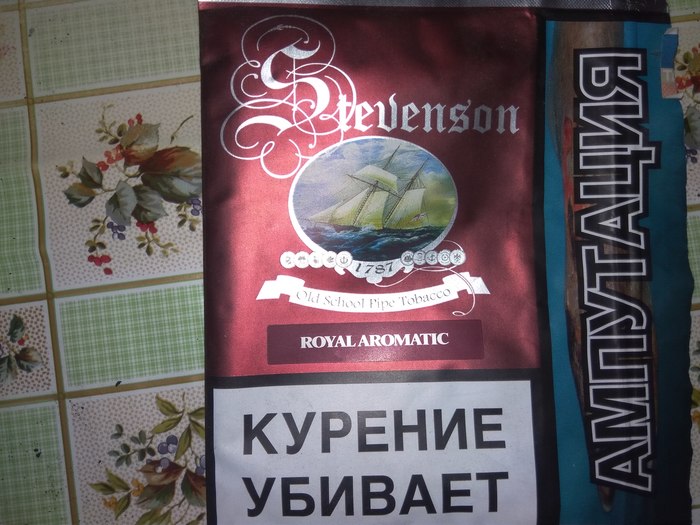 Stevenson
1787
Old School Pipe Tobacco
ROYAL AROMATIC
КУРЕНИЕ
УБИВАЕТ
АМПУТАЦИЯ